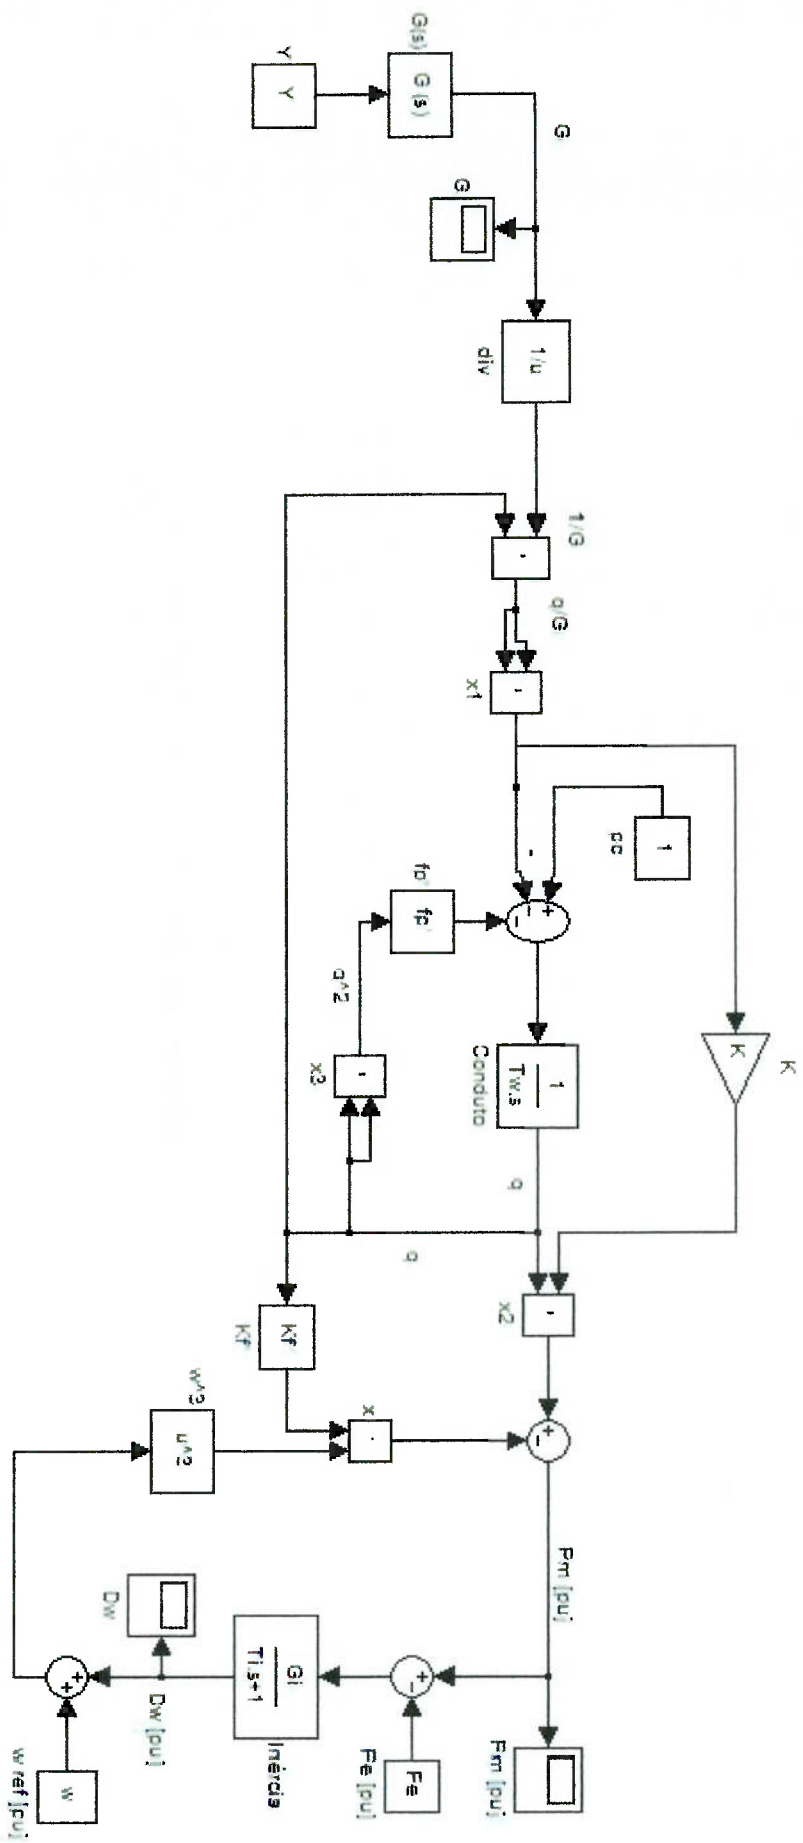 Y
Y
G(s)
G(s)
G
G
1/u
div
1/G
q/G
x1
1
po
fp'
fp'
q^2
x3
1
Tw.s
Conduto
K
K
q
q
x2
Kf
Kf
x
w^2
u^2
Pm [pu]
Pm [pu]
Pe
Pe [pu]
Gi
Ti.s+1
Inércia
Dw [pu]
Dw
w
w ref [pu]